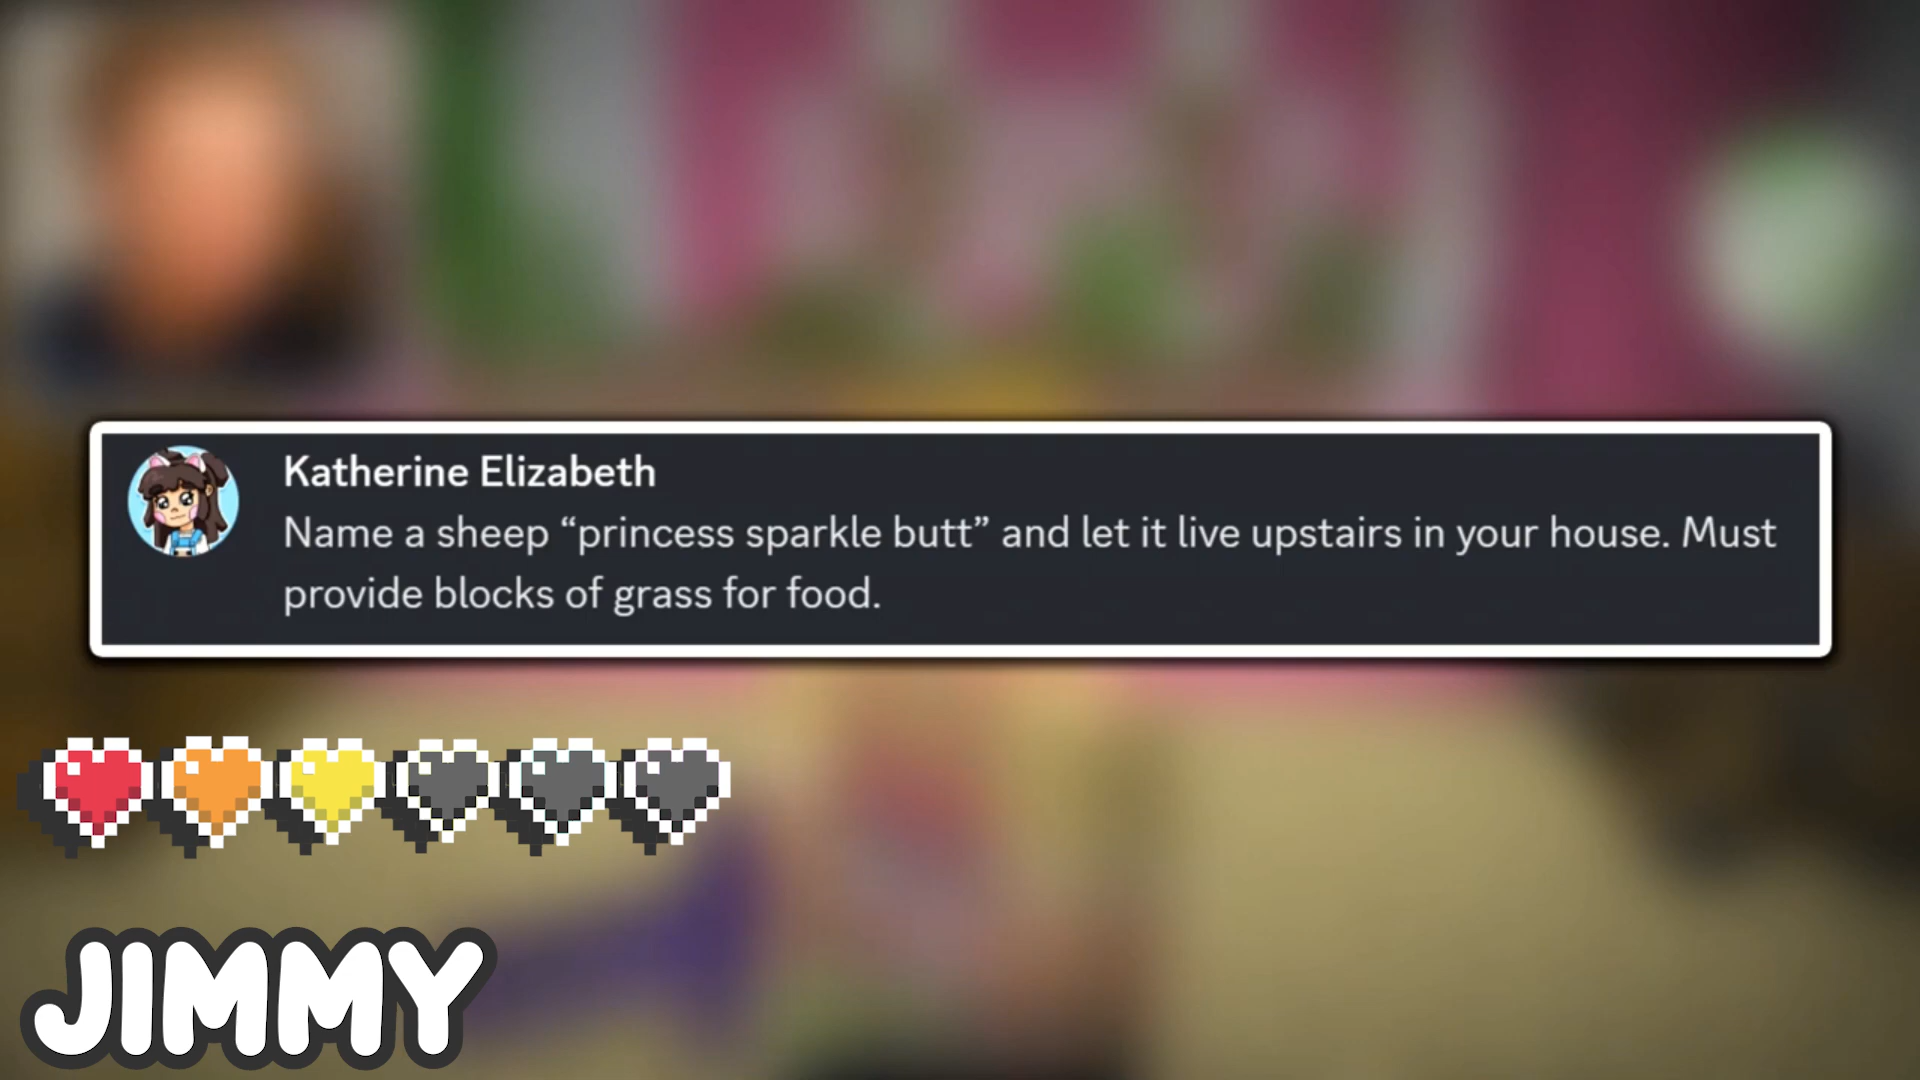 Katherine Elizabeth
Name a sheep “princess sparkle butt” and let it live upstairs in your house. Must
provide blocks of grass for food.
JIMMY